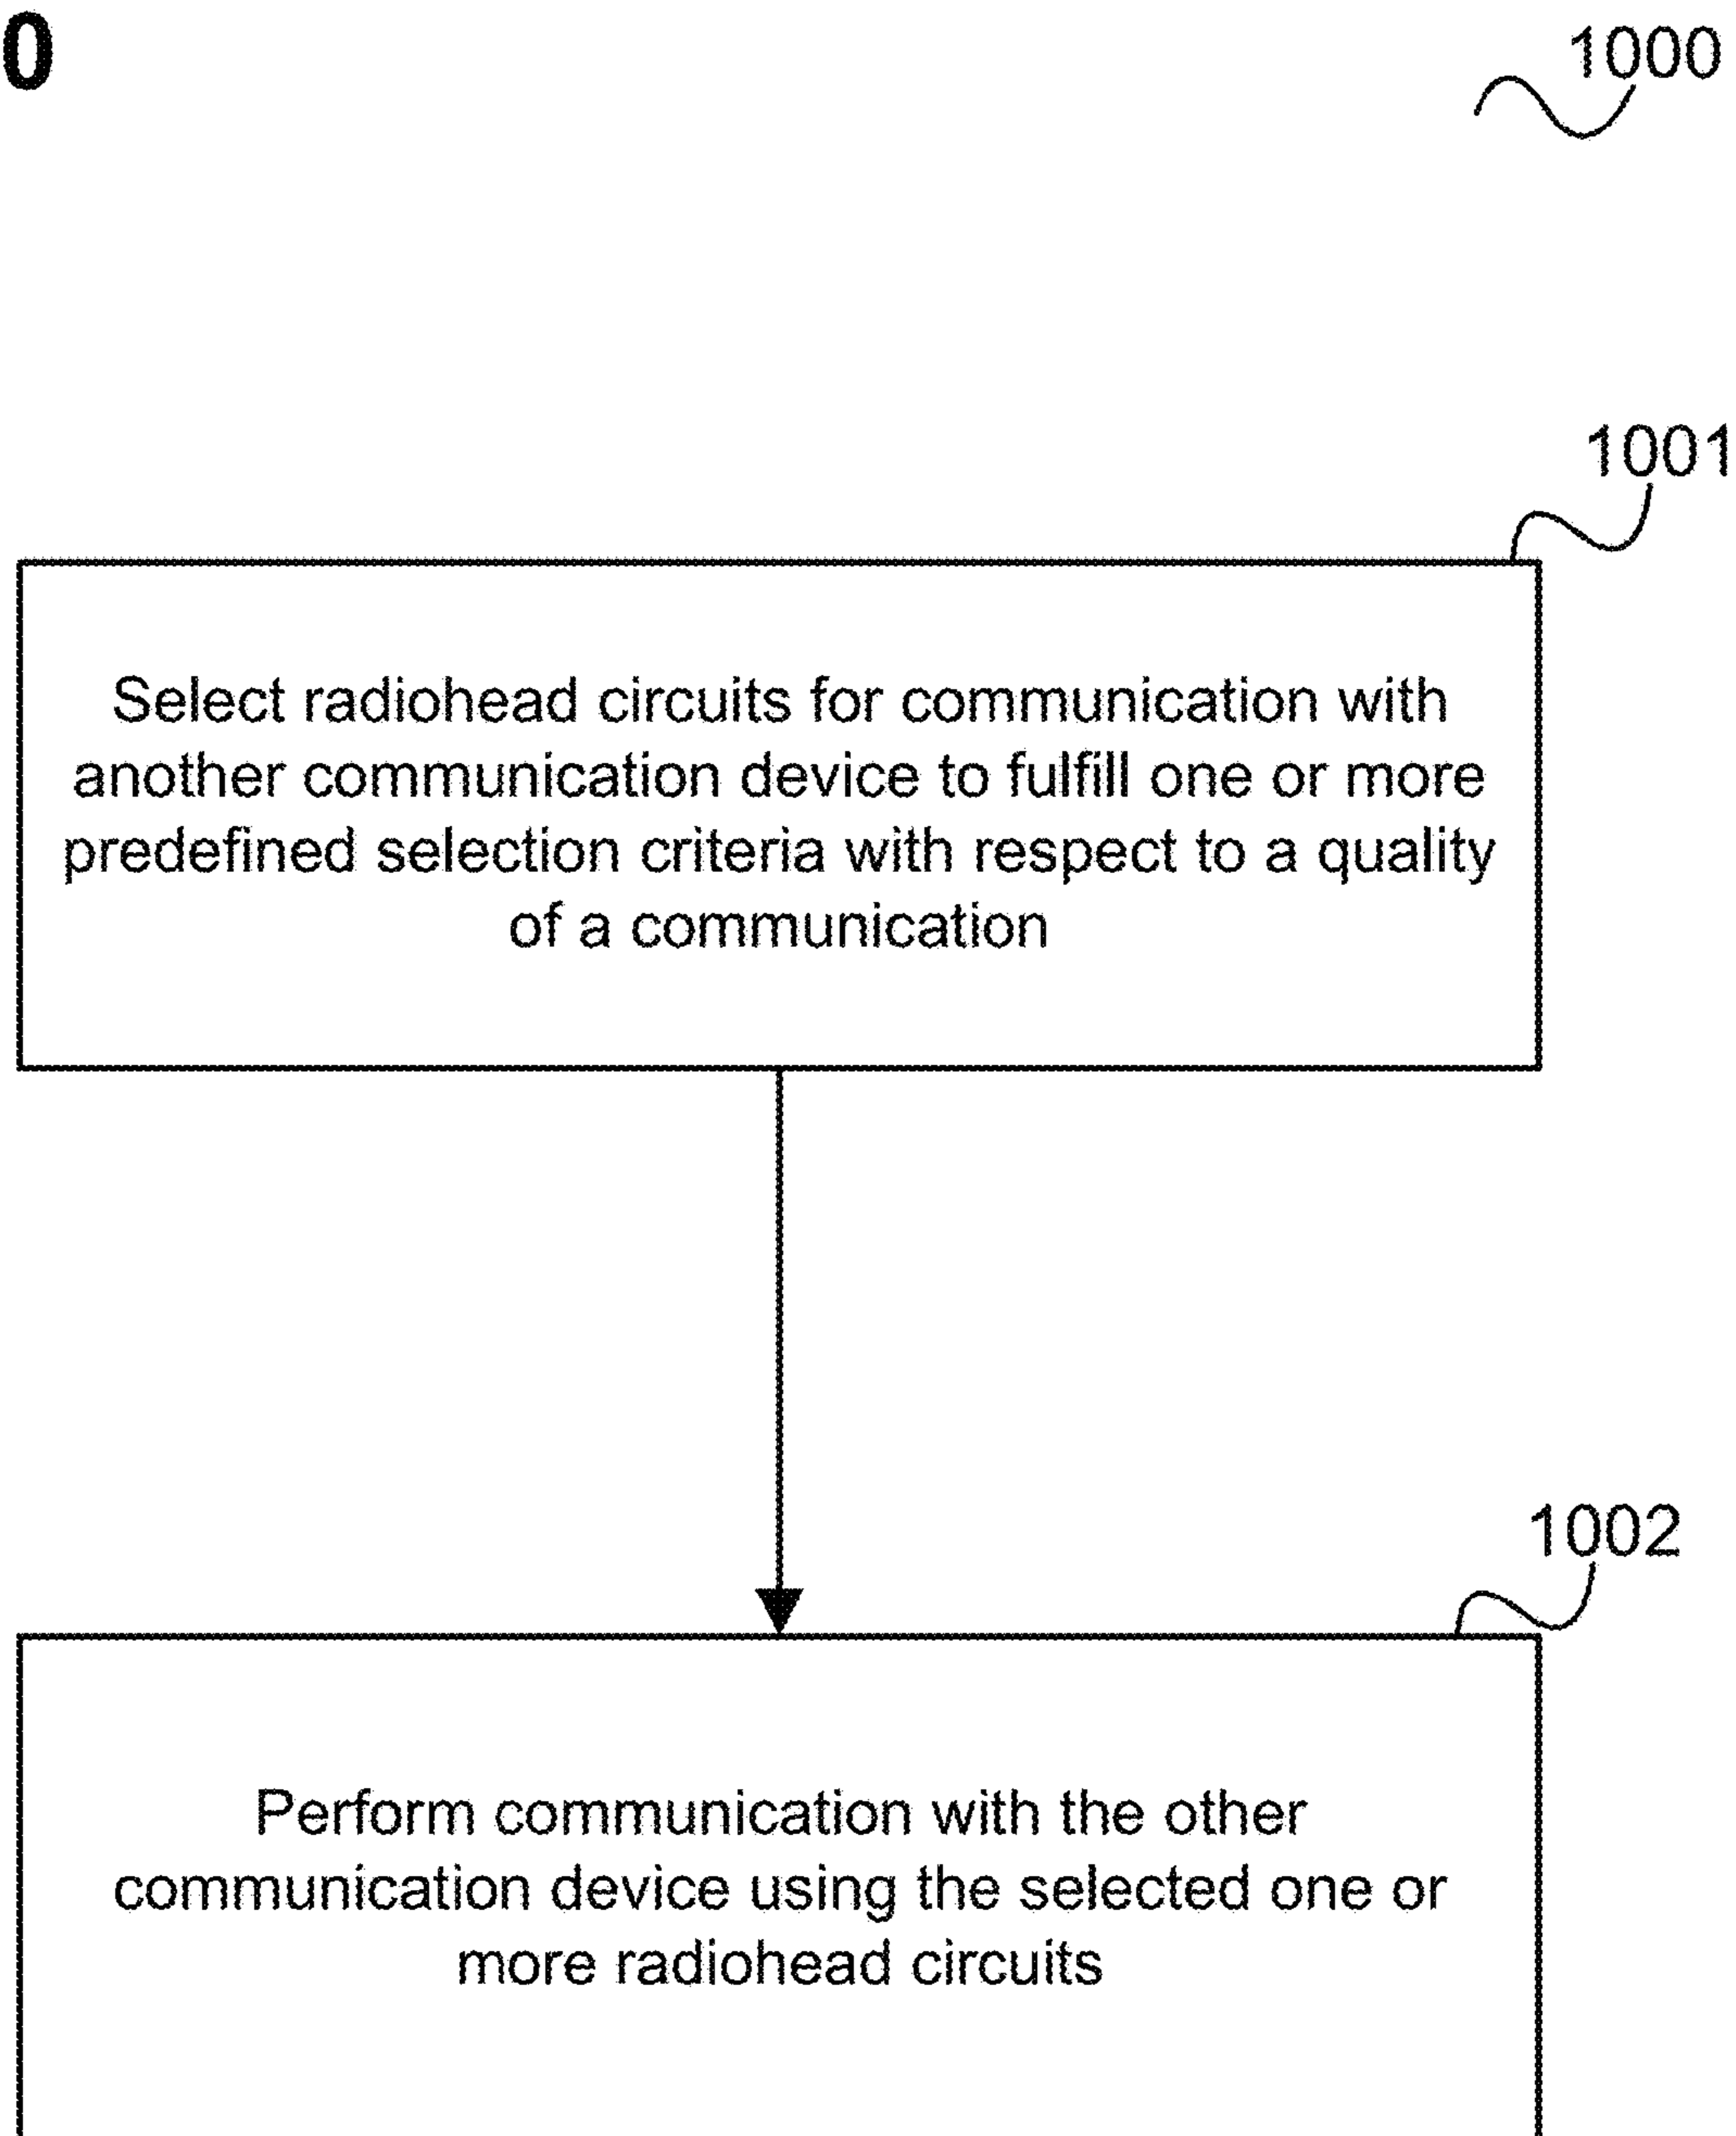 0
1000
1001
Select radiohead circuits for communication with
another communication device to fulfill one or more
predefined selection criteria with respect to a quality
of a communication
1002
Perform communication with the other
communication device using the selected one or
more radiohead circuits